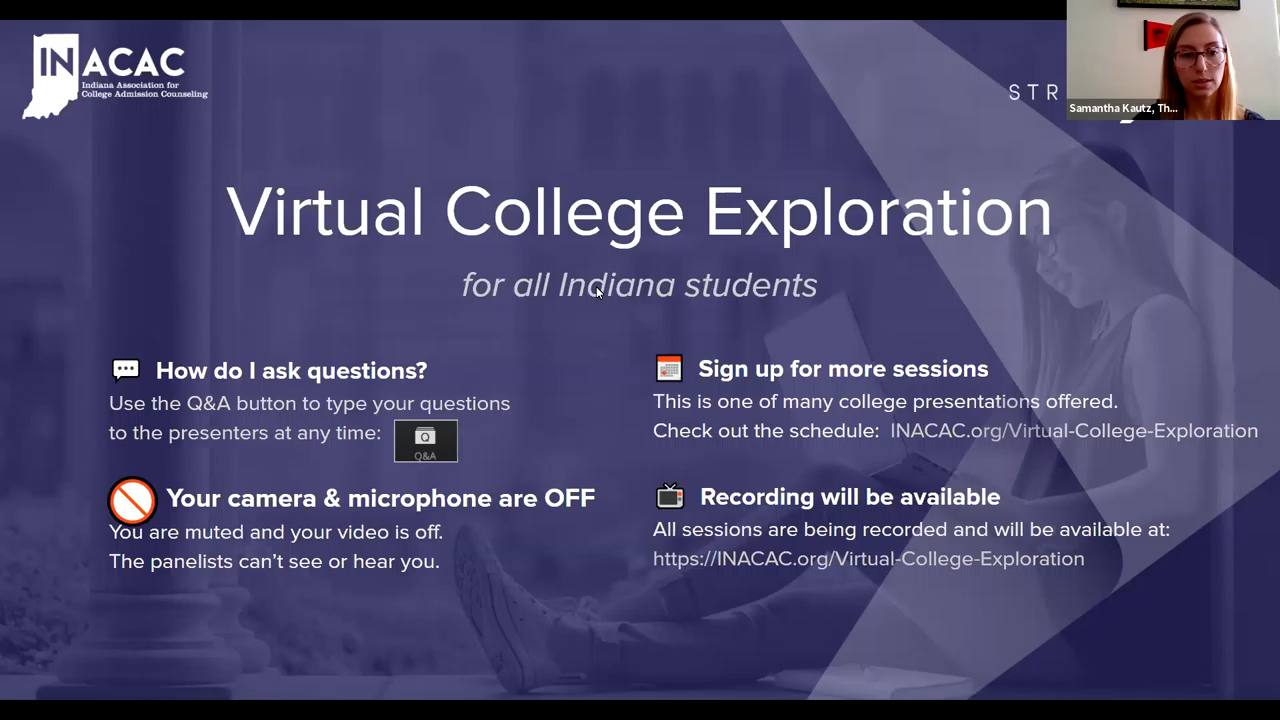 INACAC
Indiana Association for
College Admission Counseling
STR
Samantha Kautz, Th...
Virtual College Exploration
for all Indiana students
How do I ask questions?
Use the Q&A button to type your questions
to the presenters at any time:
Q
Q&A
Your camera & microphone are OFF
You are muted and your video is off.
The panelists can’t see or hear you.
Sign up for more sessions
This is one of many college presentations offered.
Check out the schedule: INACAC.org/Virtual-College-Exploration
Recording will be available
All sessions are being recorded and will be available at:
https://INACAC.org/Virtual-College-Exploration